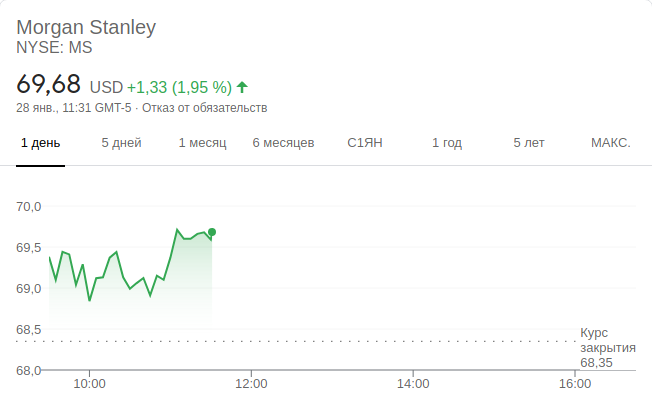 Morgan Stanley
NYSE: MS
69,68 USD +1,33 (1,95 %)
28 янв., 11:31 GMT-5 · Отказ от обязательств
1 день 5 дней 1 месяц 6 месяцев С1ЯН 1 год 5 лет МАКС.
70,0
69,5
69,0
68,5
Курс
закрытия
68,35
68,0
10:00 12:00 14:00 16:00